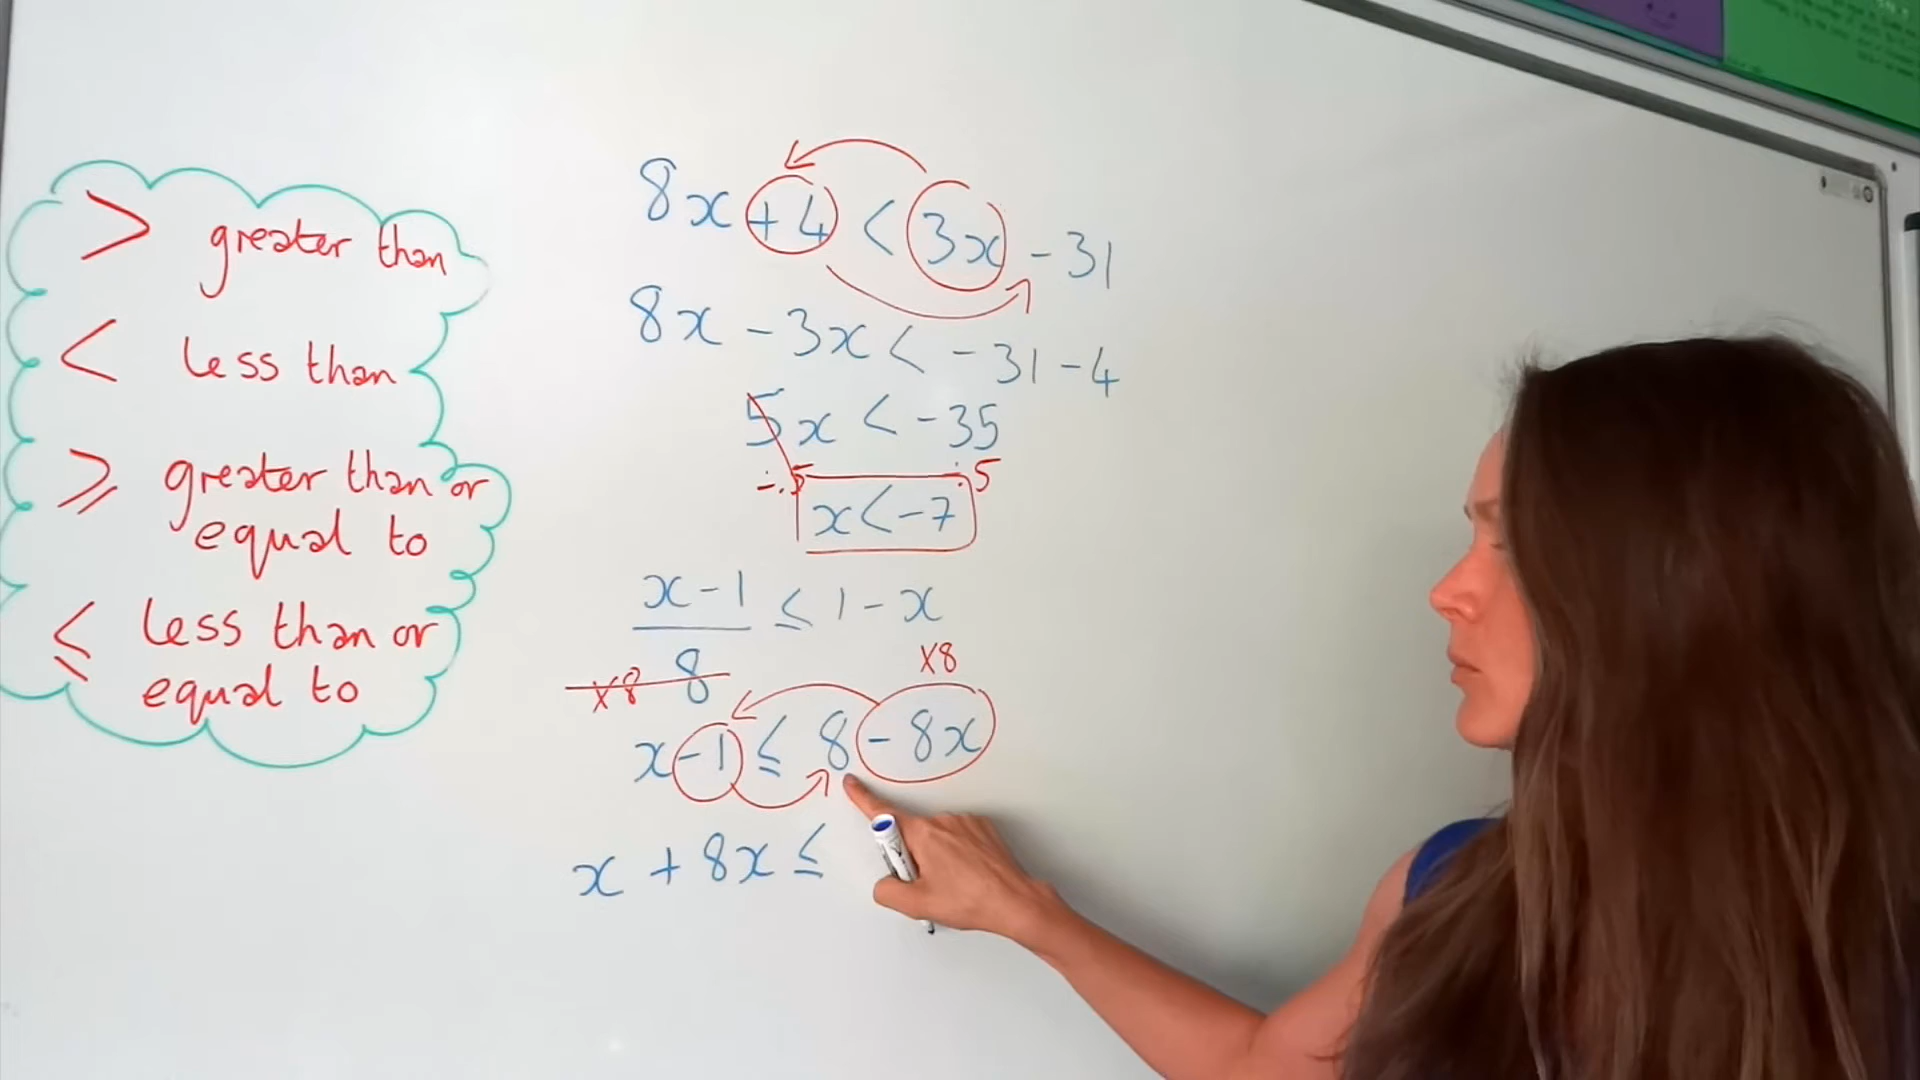 > greater than
< less than
⩾ greater than or
equal to
≤ less than or
equal to
8x + 4 < 3x - 31
8x - 3x < -31 - 4
5x < -35
÷5 ÷5
x < -7
x - 1 ≤ 1 - x
8
×8 ×8
x - 1 ≤ 8 - 8x
x + 8x ≤